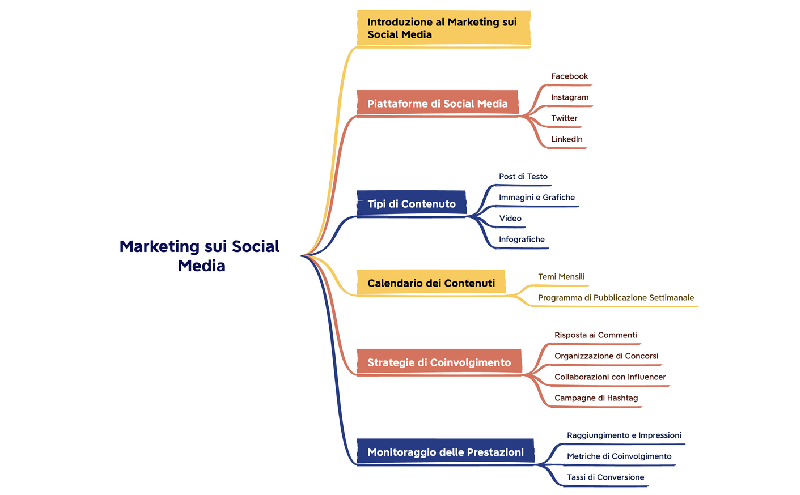 Introduzione al Marketing sui
Social Media
Piattaforme di Social Media
Facebook
Instagram
Twitter
LinkedIn
Tipi di Contenuto
Post di Testo
Immagini e Grafiche
Video
Infografiche
Marketing sui Social
Media
Calendario dei Contenuti
Temi Mensili
Programma di Pubblicazione Settimanale
Strategie di Coinvolgimento
Risposta ai Commenti
Organizzazione di Concorsi
Collaborazioni con Influencer
Campagne di Hashtag
Monitoraggio delle Prestazioni
Raggiungimento e Impressioni
Metriche di Coinvolgimento
Tassi di Conversione